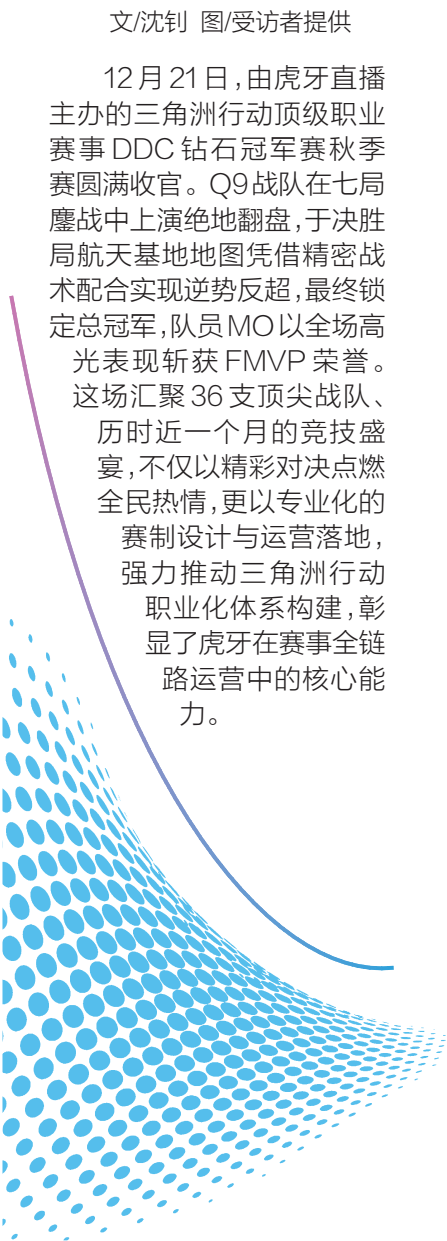 文/沈钊 图/受访者提供
12月21日,由虎牙直播
主办的三角洲行动顶级职业
赛事DDC钻石冠军赛秋季
赛圆满收官。Q9战队在七局
鏖战中上演绝地翻盘,于决胜
局航天基地地图凭借精密战
术配合实现逆势反超,最终锁
定总冠军,队员MO以全场高
光表现斩获FMVP荣誉。
这场汇聚36支顶尖战队、
历时近一个月的竞技盛
宴,不仅以精彩对决点燃
全民热情,更以专业化的
赛制设计与运营落地,
强力推动三角洲行动
职业化体系构建,彰
显了虎牙在赛事全链
路运营中的核心能
力。